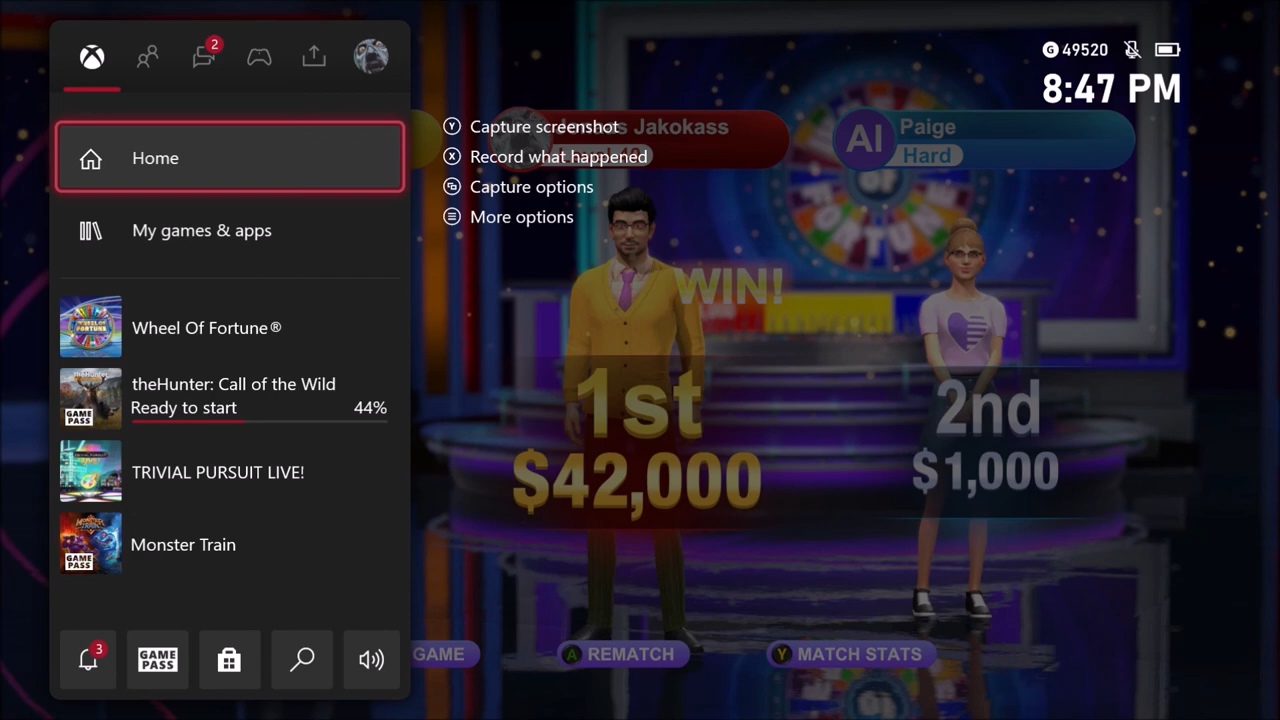 2
G 49520
8:47 PM
Home
My games & apps
Wheel Of Fortune®
theHunter: Call of the Wild
Ready to start 44%
TRIVIAL PURSUIT LIVE!
Monster Train
GAME PASS
GAME PASS
3
GAME PASS
Y Capture screenshot
X Record what happened
Capture options
More options
Jakokass
AI
Paige
Hard
WIN!
1st
$42,000
2nd
$1,000
GAME
A REMATCH
Y MATCH STATS